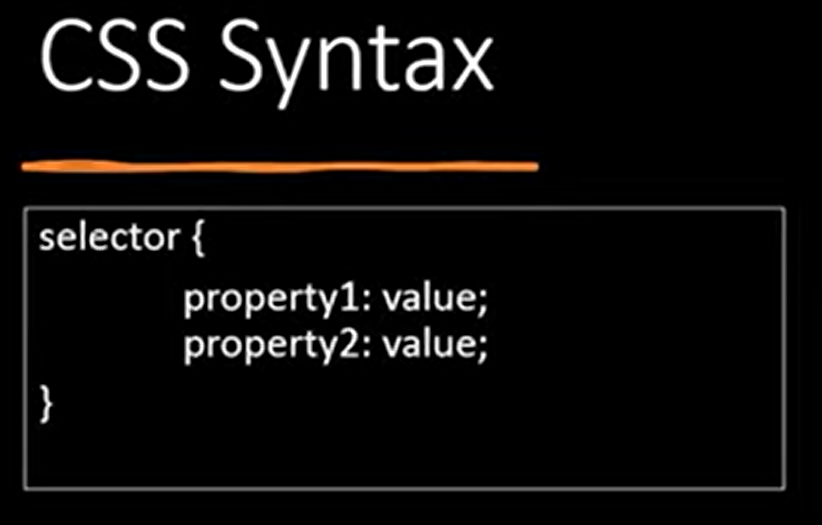 CSS Syntax
selector {
property1: value;
property2: value;
}